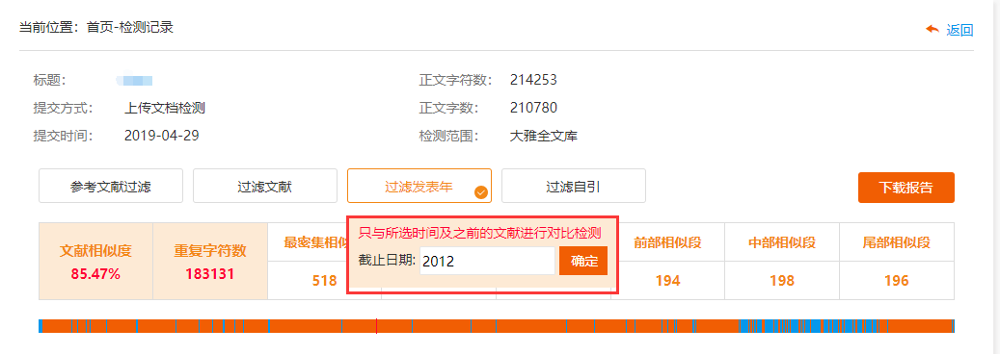 当前位置：首页-检测记录
返回
标题：
正文字符数： 214253
提交方式： 上传文档检测
正文字数： 210780
提交时间： 2019-04-29
检测范围： 大雅全文库
参考文献过滤 过滤文献 过滤发表年 过滤自引 下载报告
只与所选时间及之前的文献进行对比检测
截止日期: 2012 确定
文献相似度 重复字符数 最密集相似 前部相似段 中部相似段 尾部相似段
85.47% 183131 518 194 198 196